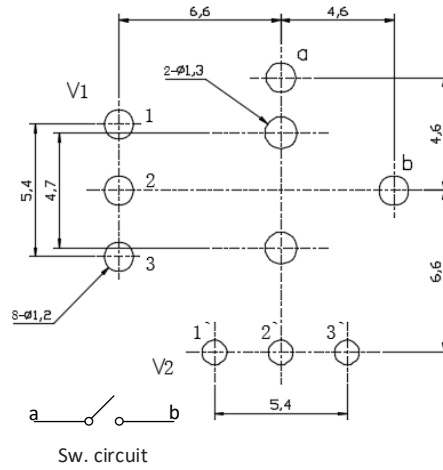 6,6
4,6
a
2-Ø1,3
V1
1
4,6
2
b
5,4
4,7
3
6,6
8-Ø1,2
1`
2`
3`
V2
5,4
a
b
Sw. circuit